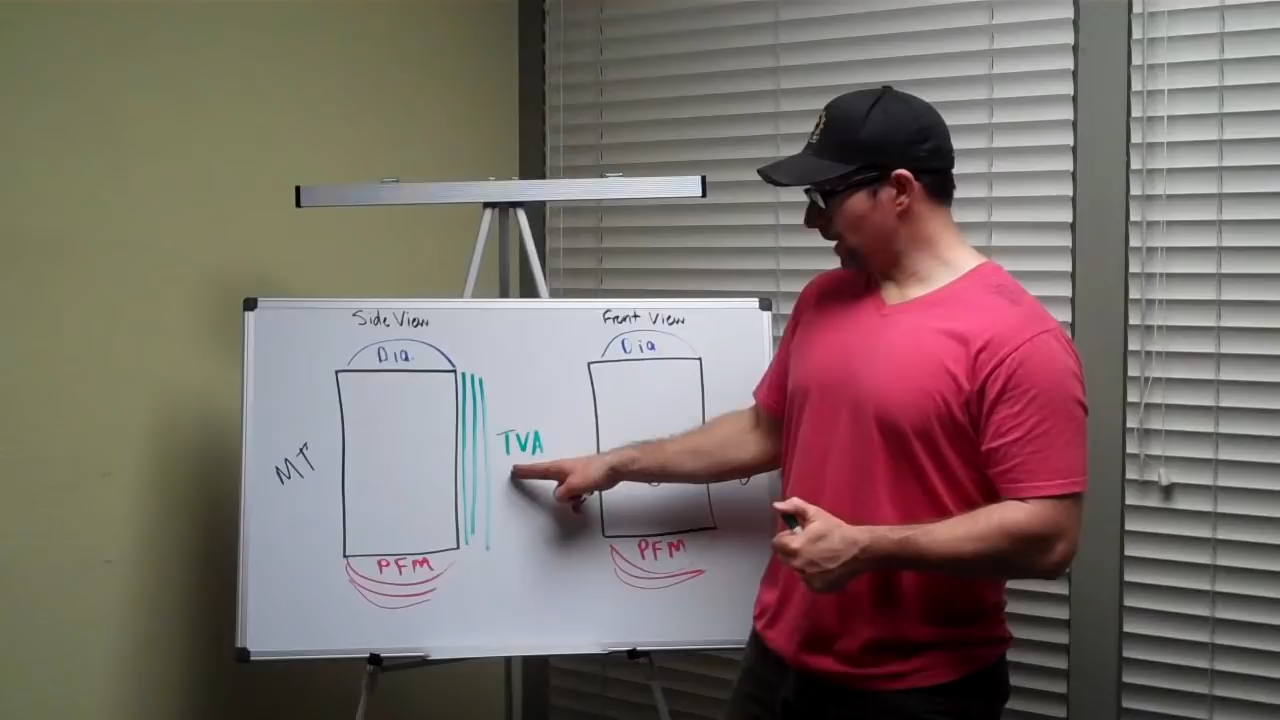 Side View
Dia.
MT
TVA
PFM
Front View
Dia
PFM